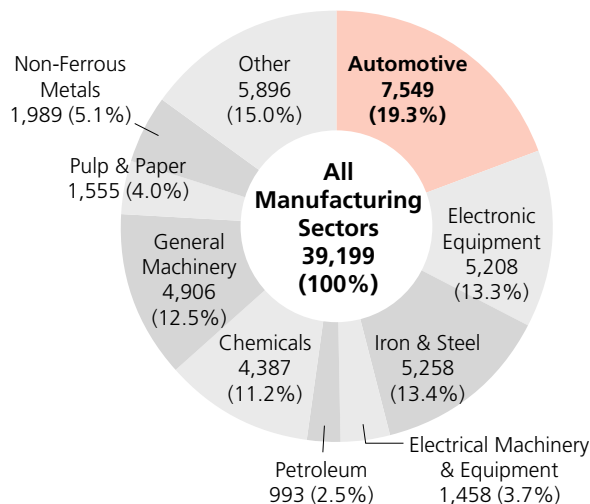 Automotive
7,549
(19.3%)
Electronic
Equipment
5,208
(13.3%)
Iron & Steel
5,258
(13.4%)
Electrical Machinery
& Equipment
1,458 (3.7%)
Petroleum
993 (2.5%)
Chemicals
4,387
(11.2%)
General
Machinery
4,906
(12.5%)
Pulp & Paper
1,555 (4.0%)
Non-Ferrous
Metals
1,989 (5.1%)
Other
5,896
(15.0%)
All
Manufacturing
Sectors
39,199
(100%)